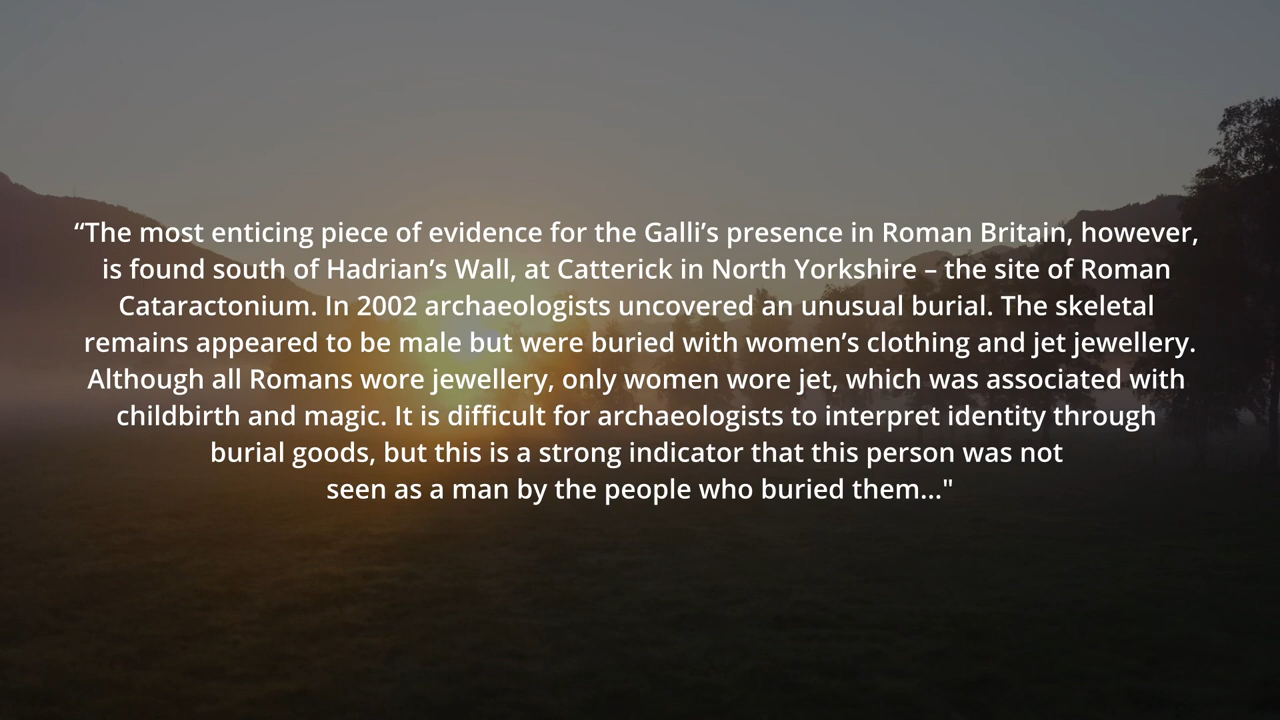 “The most enticing piece of evidence for the Galli’s presence in Roman Britain, however,
is found south of Hadrian’s Wall, at Catterick in North Yorkshire – the site of Roman
Cataractonium. In 2002 archaeologists uncovered an unusual burial. The skeletal
remains appeared to be male but were buried with women’s clothing and jet jewellery.
Although all Romans wore jewellery, only women wore jet, which was associated with
childbirth and magic. It is difficult for archaeologists to interpret identity through
burial goods, but this is a strong indicator that this person was not
seen as a man by the people who buried them..."